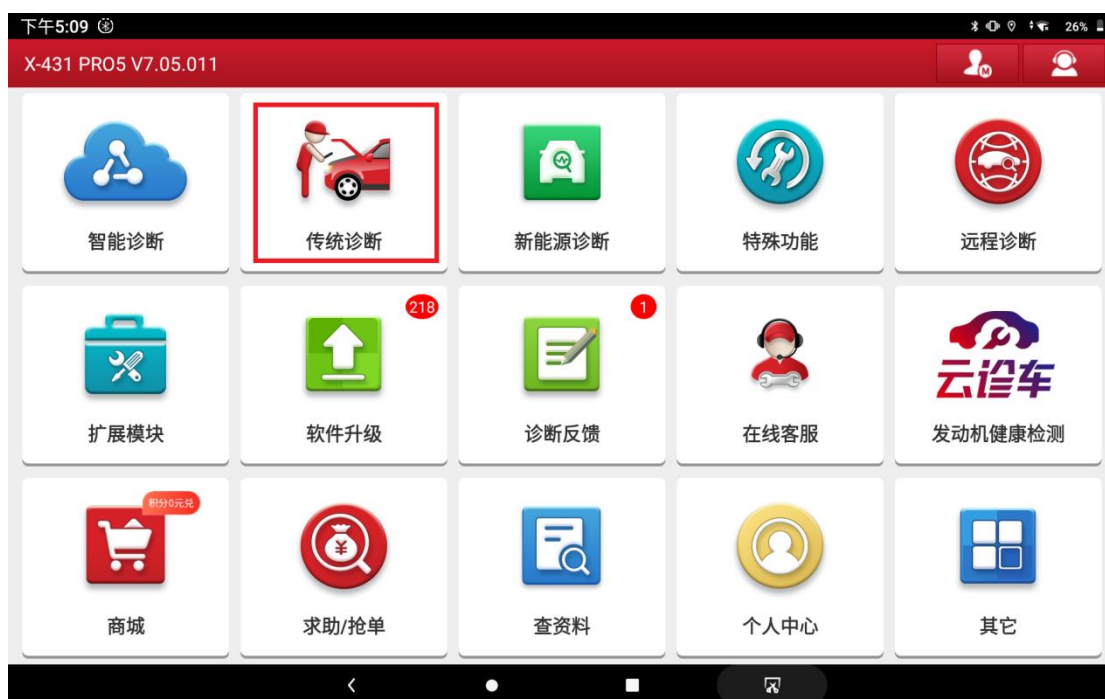 下午5:09
26%
X-431 PRO5 V7.05.011
M
智能诊断
传统诊断
新能源诊断
特殊功能
远程诊断
218
1
云诊车
扩展模块
软件升级
诊断反馈
在线客服
发动机健康检测
积分0元兑
¥
商城
求助/抢单
查资料
个人中心
其它